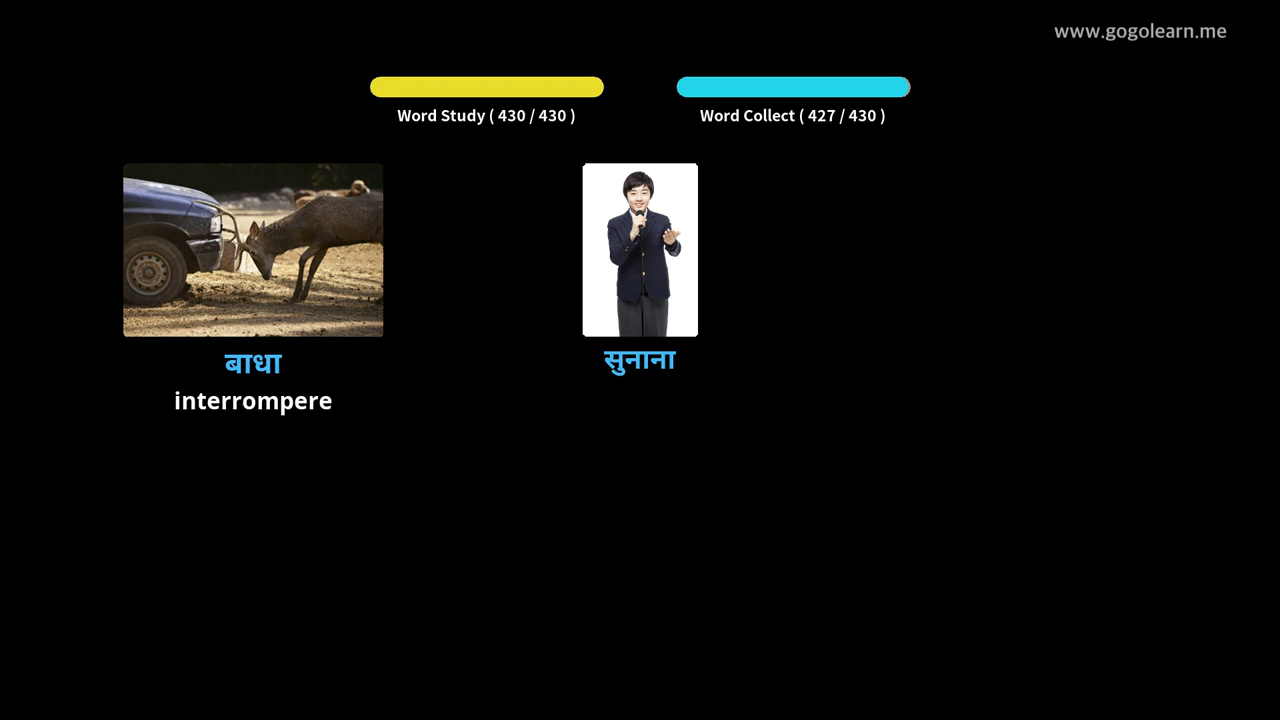 www.gogolearn.me
Word Study ( 430 / 430 )
Word Collect ( 427 / 430 )
बाधा
interrompere
सुनाना